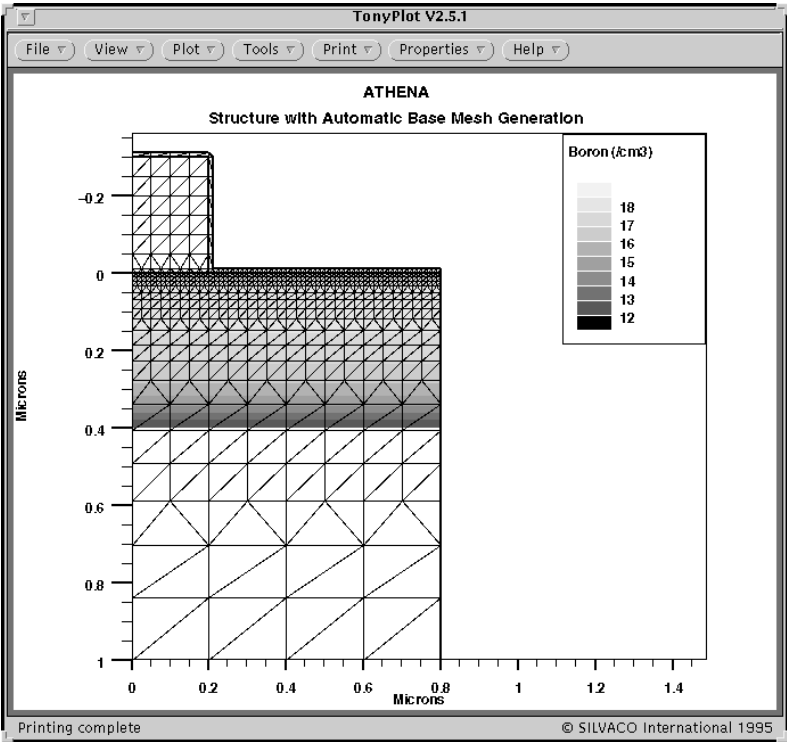 TonyPlot V2.5.1
File View Plot Tools Print Properties Help
ATHENA
Structure with Automatic Base Mesh Generation
Boron (/cm3)
18
17
16
15
14
13
12
-0.2
0
0.2
0.4
0.6
0.8
1
Microns
0 0.2 0.4 0.6 0.8 1 1.2 1.4
Microns
Printing complete © SILVACO International 1995